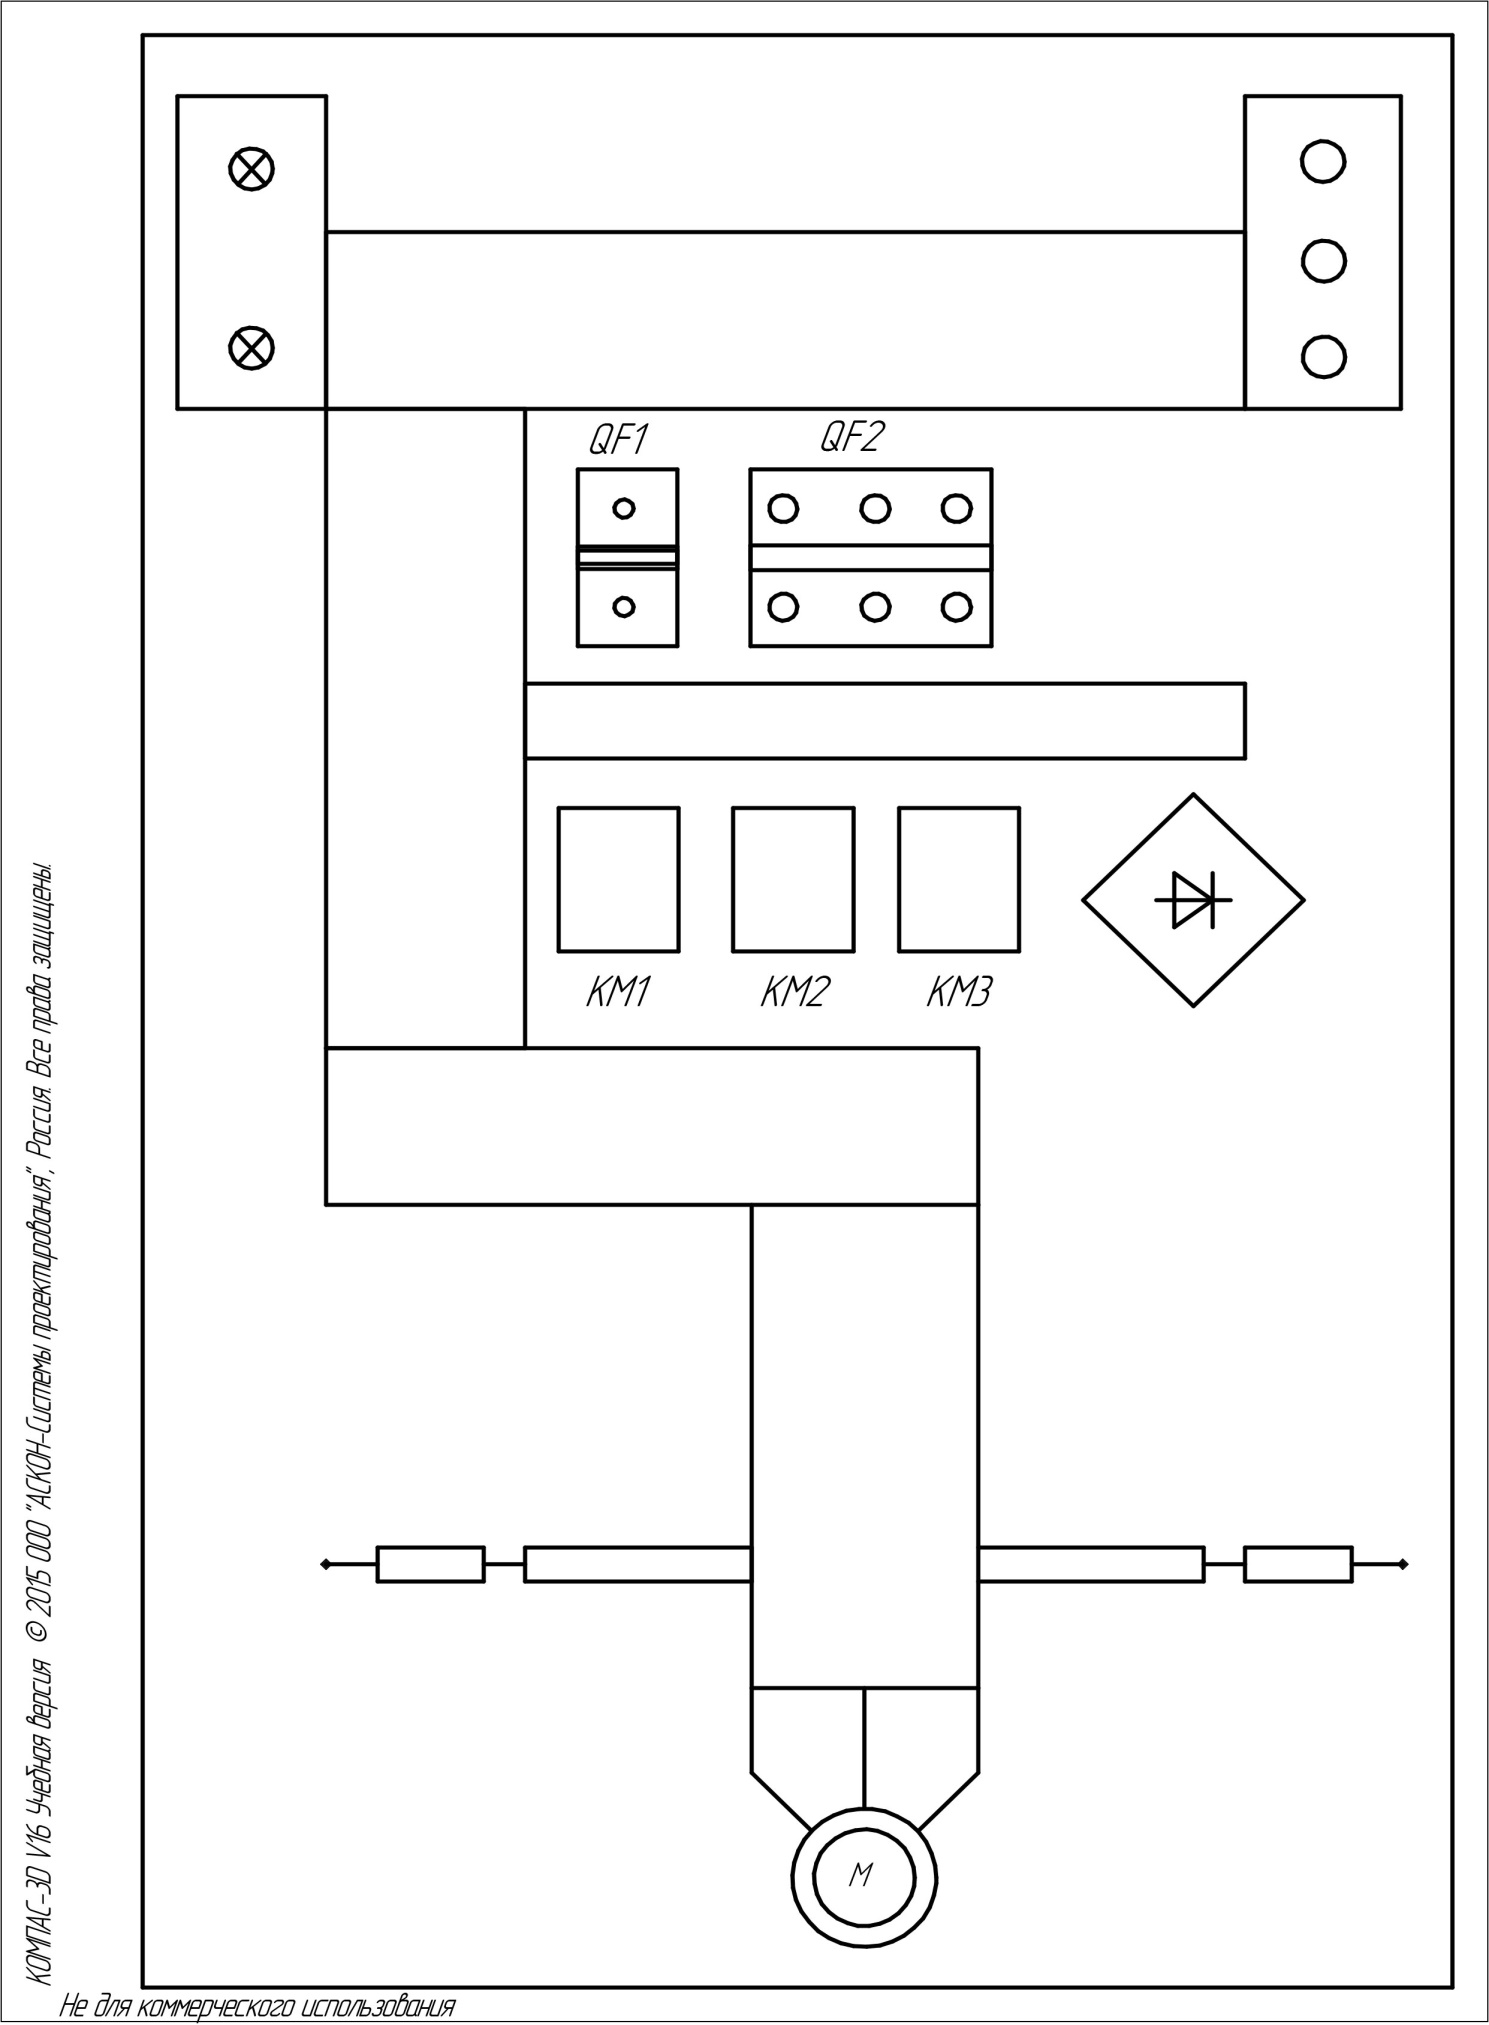 QF1
QF2
KM1
KM2
KM3
M
КОМПАС-3D V16 Учебная версия © 2015 ООО "АСКОН-Системы проектирования", Россия. Все права защищены.
Не для коммерческого использования